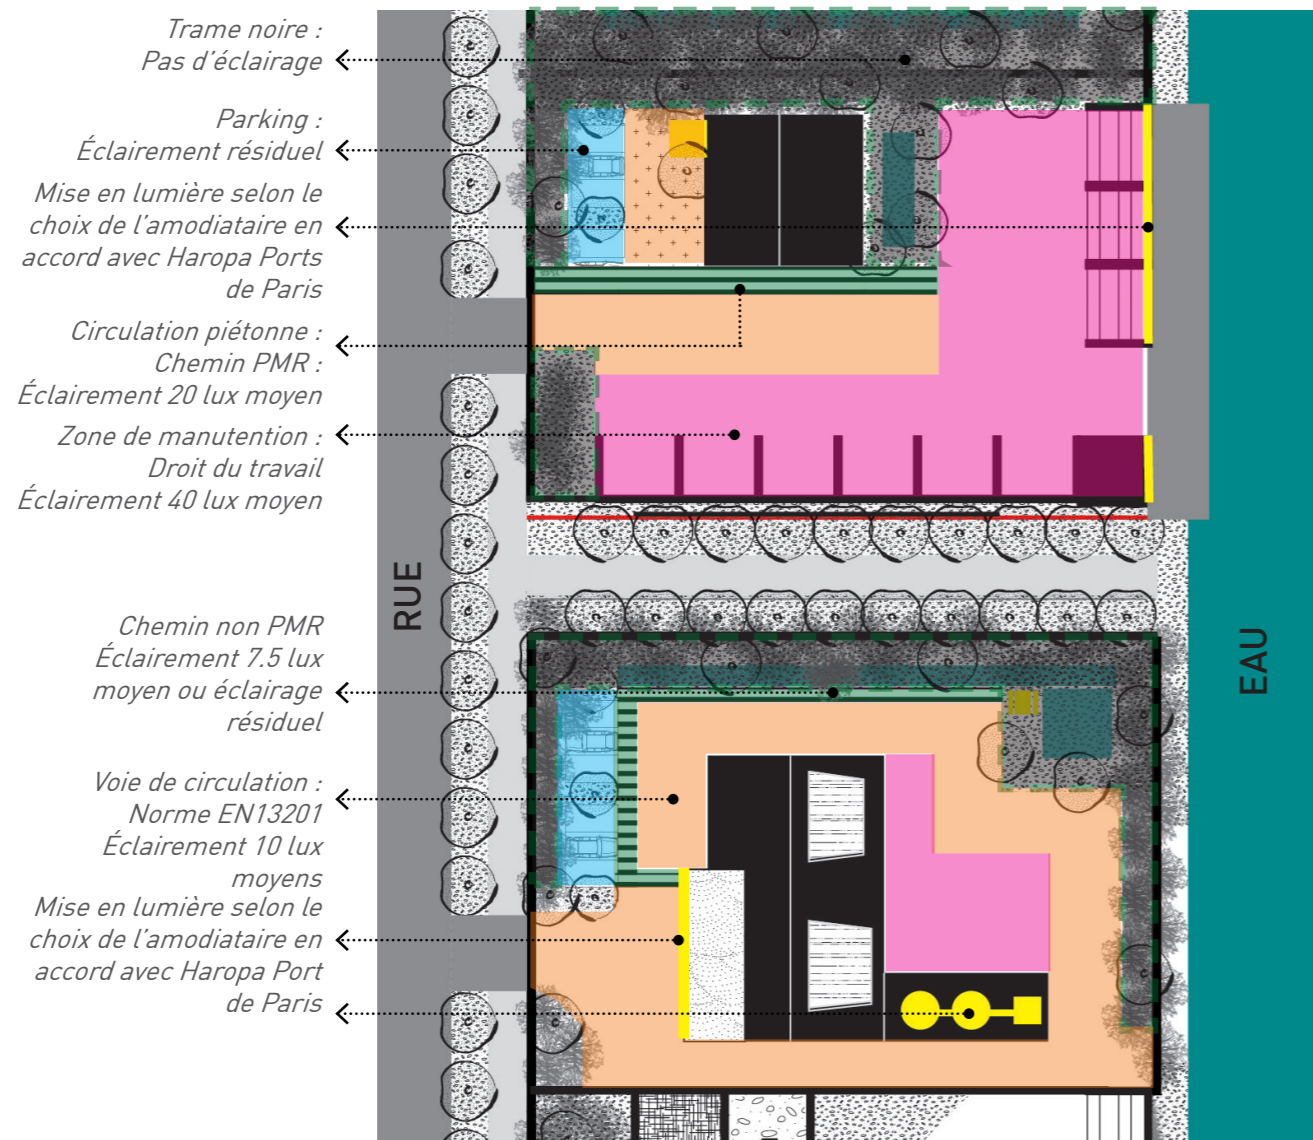 Trame noire :
Pas d'éclairage
Parking :
Éclairement résiduel
Mise en lumière selon le
choix de l'amodiataire en
accord avec Haropa Ports
de Paris
Circulation piétonne :
Chemin PMR :
Éclairement 20 lux moyen
Zone de manutention :
Droit du travail
Éclairement 40 lux moyen
RUE
EAU
Chemin non PMR
Éclairement 7.5 lux
moyen ou éclairage
résiduel
Voie de circulation :
Norme EN13201
Éclairement 10 lux
moyens
Mise en lumière selon le
choix de l'amodiataire en
accord avec Haropa Port
de Paris